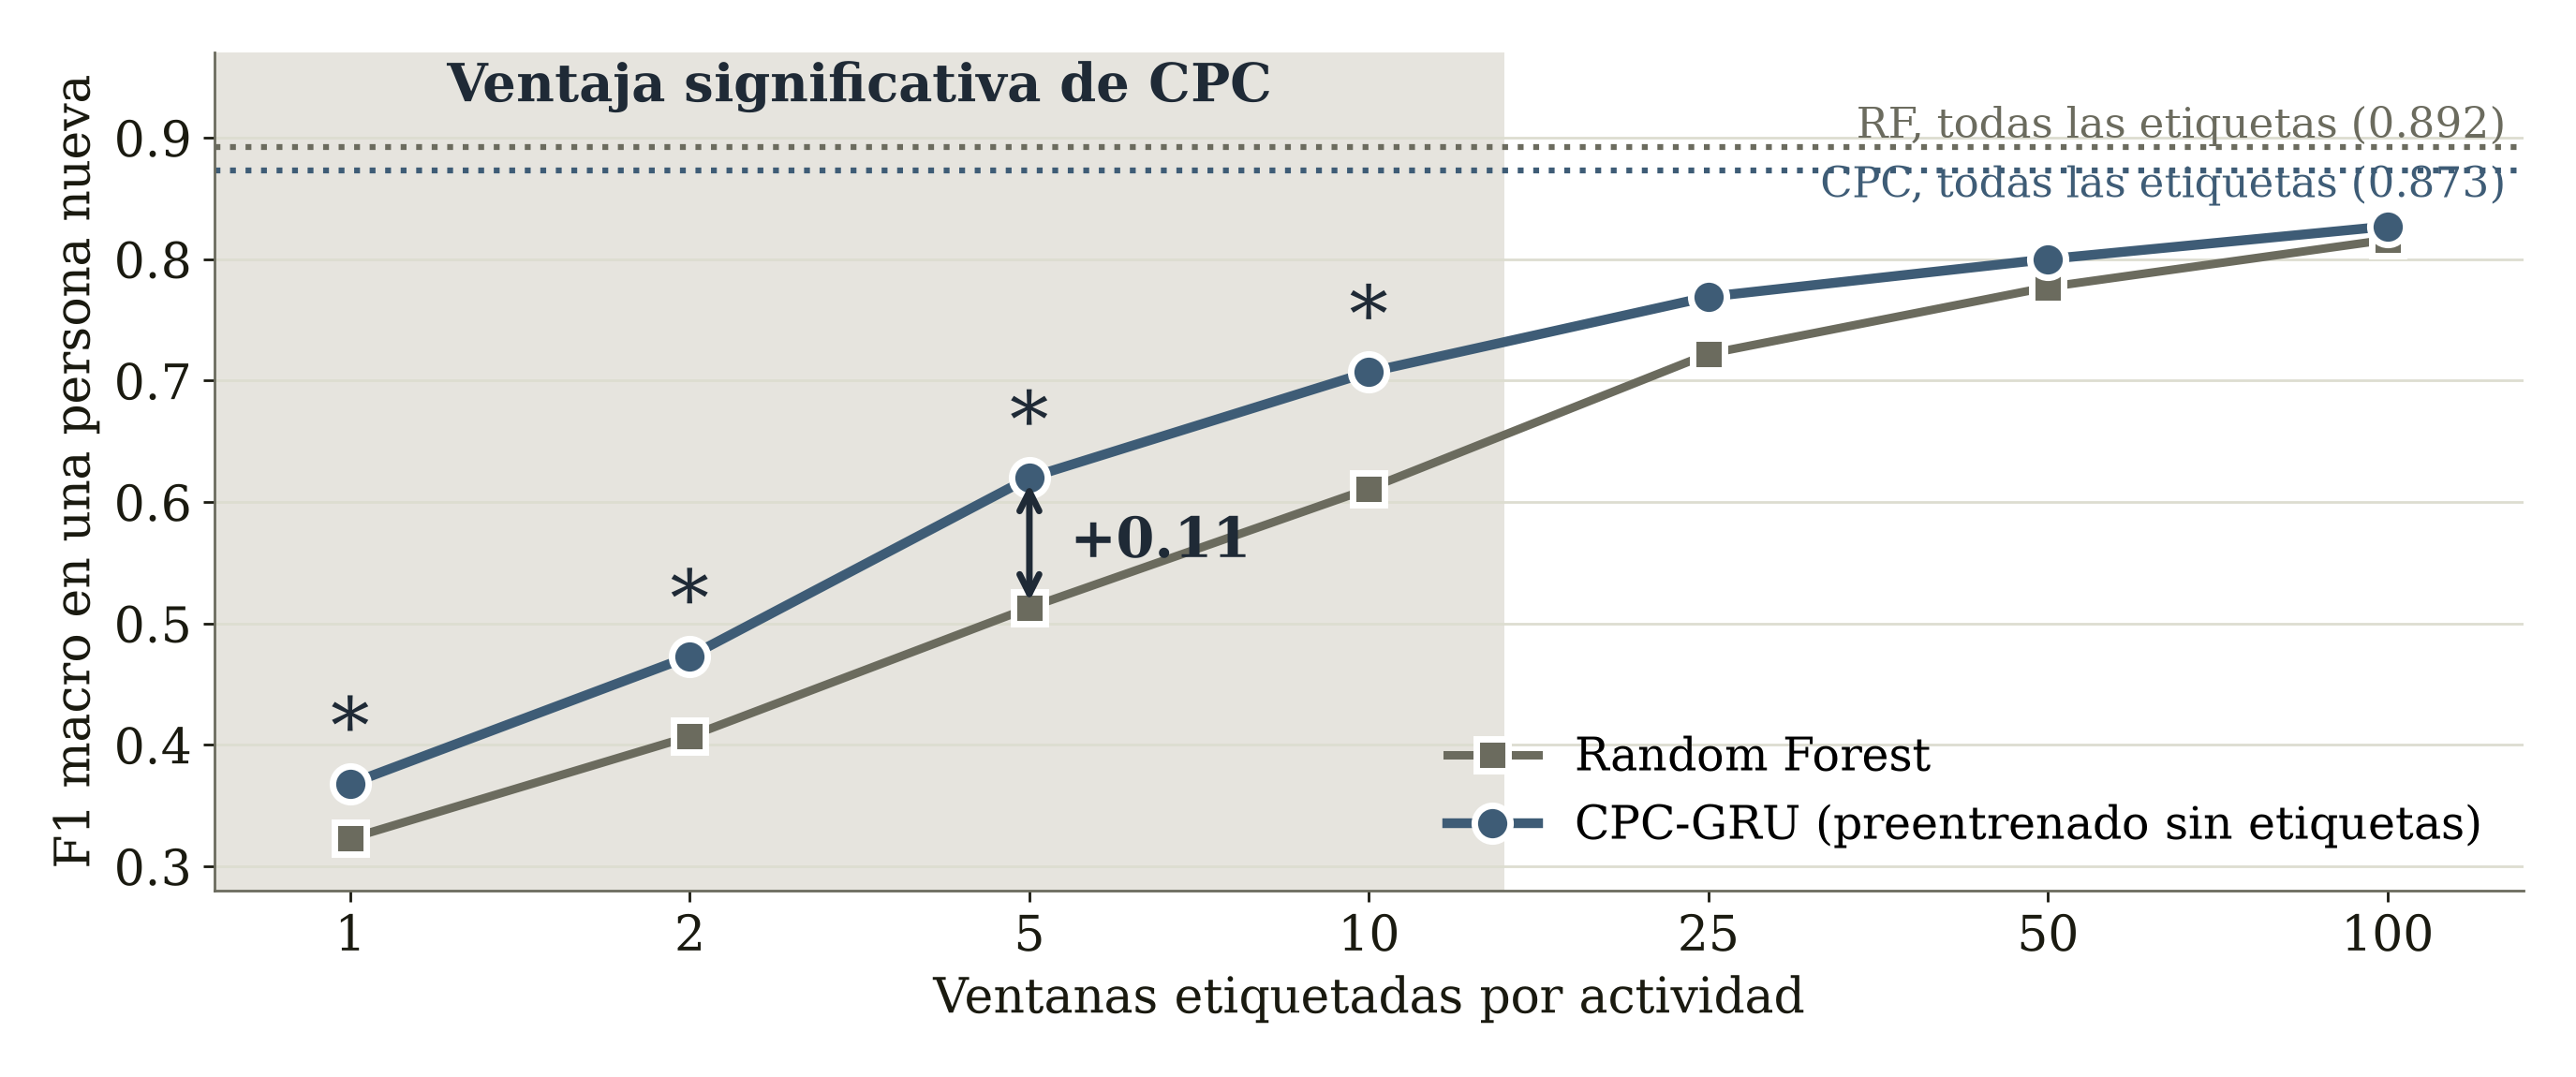 Ventaja significativa de CPC
RF, todas las etiquetas (0.892)
CPC, todas las etiquetas (0.873)
F1 macro en una persona nueva
0.9
0.8
0.7
0.6
0.5
0.4
0.3
*
*
*
*
+0.11
Random Forest
CPC-GRU (preentrenado sin etiquetas)
1 2 5 10 25 50 100
Ventanas etiquetadas por actividad